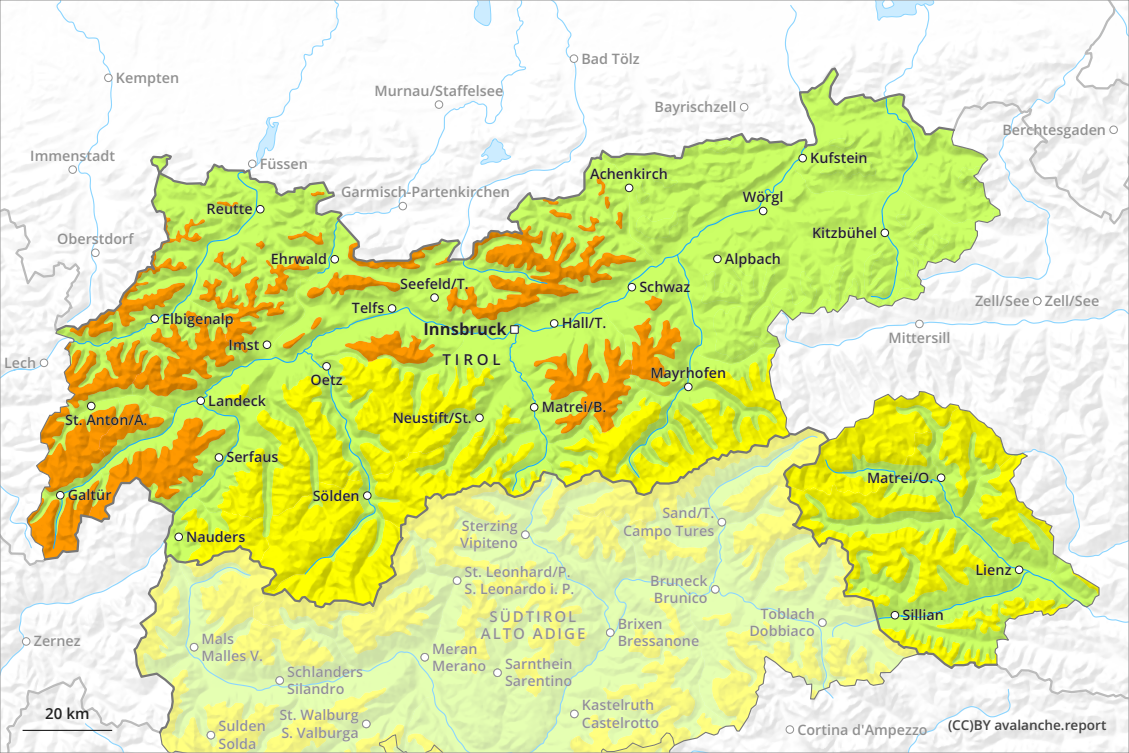 Kempten
Bad Tölz
Murnau/Staffelsee
Bayrischzell
Berchtesgaden
Immenstadt
Füssen
Kufstein
Achenkirch
Garmisch-Partenkirchen
Reutte
Wörgl
Oberstdorf
Kitzbühel
Ehrwald
Alpbach
Seefeld/T.
Schwaz
Zell/See
Zell/See
Telfs
Elbigenalp
Innsbruck
Hall/T.
Mittersill
Imst
Lech
TIROL
Oetz
Mayrhofen
Landeck
Matrei/B.
St. Anton/A.
Neustift/St.
Serfaus
Matrei/O.
Galtür
Sölden
Sand/T.
Campo Tures
Sterzing
Vipiteno
Nauders
Lienz
St. Leonhard/P.
S. Leonardo i. P.
Bruneck
Brunico
SÜDTIROL
ALTO ADIGE
Toblach
Dobbiaco
Sillian
Brixen
Bressanone
Zernez
Mals
Malles V.
Meran
Merano
Sarnthein
Sarentino
Schlanders
Silandro
Kastelruth
Castelrotto
20 km
St. Walburg
S. Valburga
Sulden
Solda
Cortina d'Ampezzo
(CC)BY avalanche.report